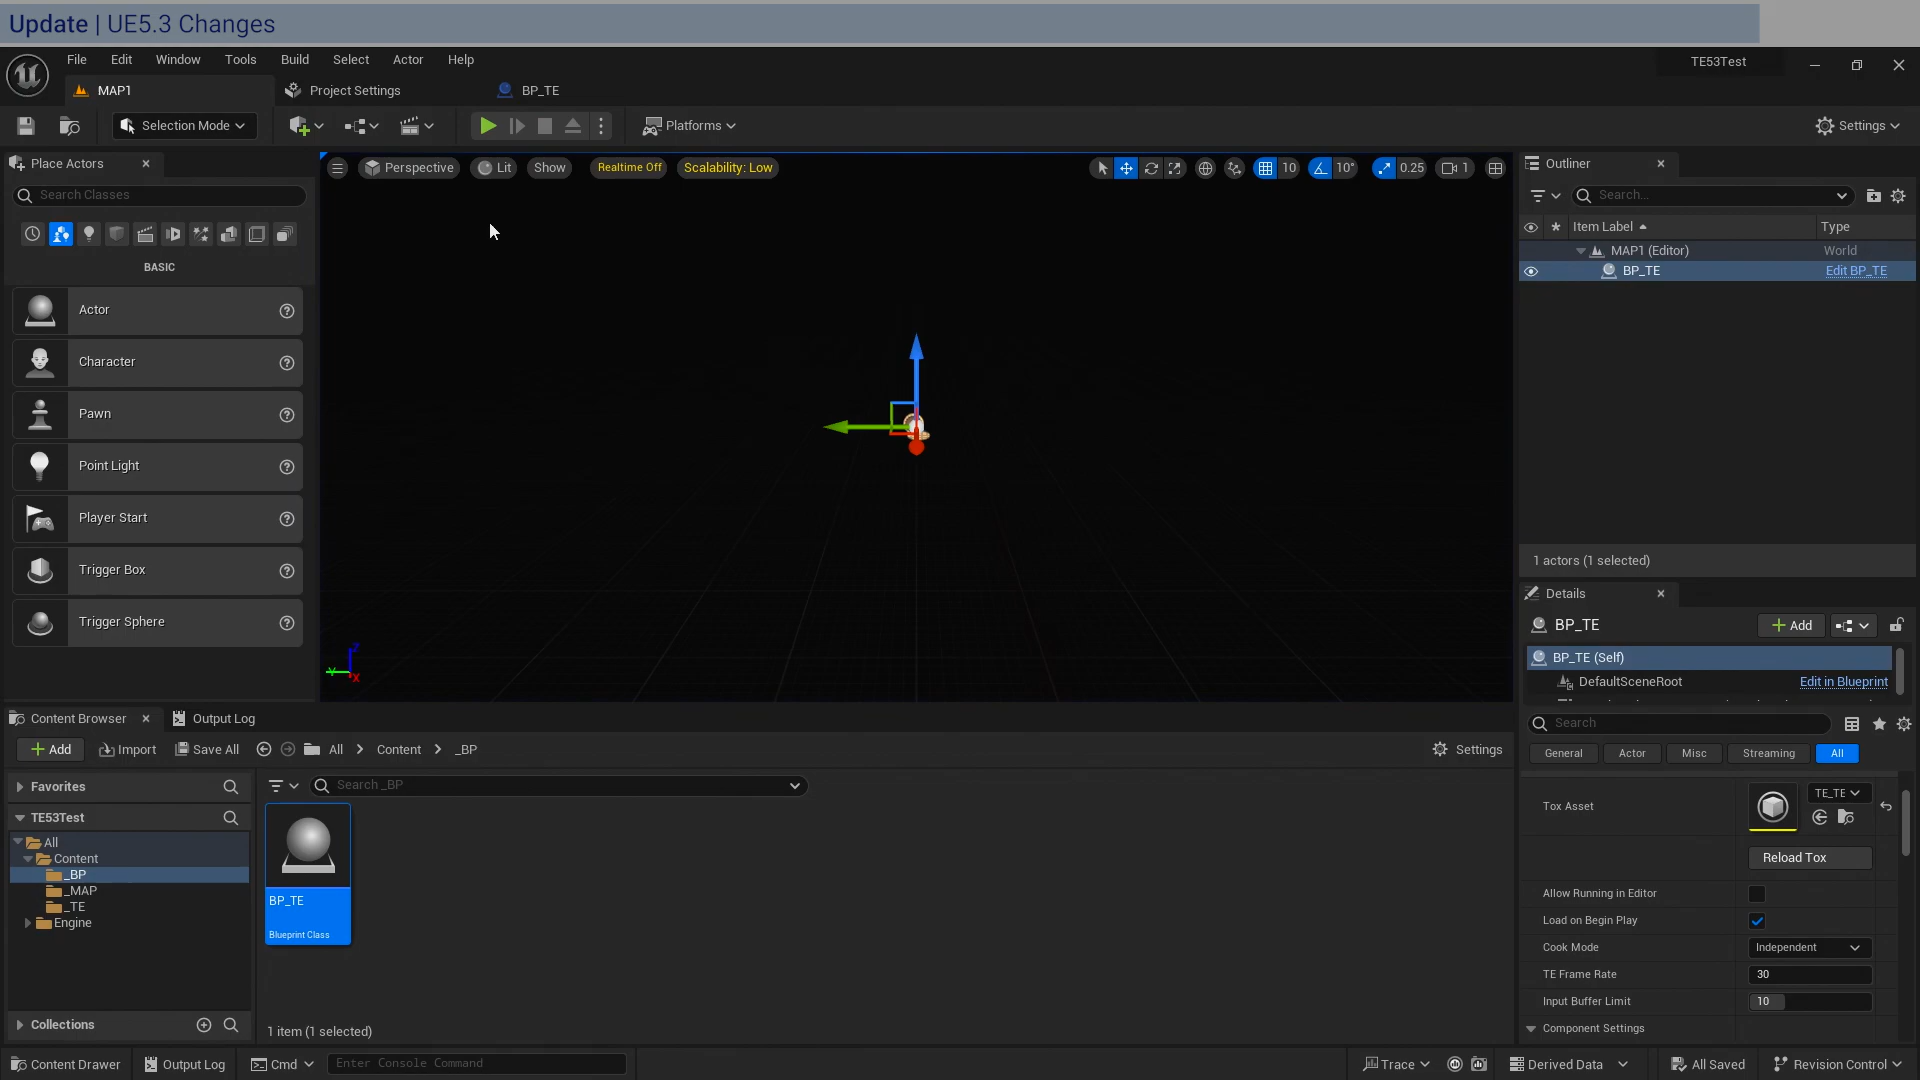 Update | UE5.3 Changes
File Edit Window Tools Build Select Actor Help
TE53Test
MAP1 Project Settings BP_TE
Selection Mode Platforms Settings
Place Actors
Search Classes
BASIC
Actor
Character
Pawn
Point Light
Player Start
Trigger Box
Trigger Sphere
Perspective Lit Show Realtime Off Scalability: Low 10 10° 0.25 1
Z
Y
X
Outliner
Search...
Item Label Type
MAP1 (Editor) World
BP_TE Edit BP_TE
1 actors (1 selected)
Details
BP_TE Add
BP_TE (Self)
DefaultSceneRoot Edit in Blueprint
Search
General Actor Misc Streaming All
Tox Asset TE_TE
Reload Tox
Allow Running in Editor
Load on Begin Play
Cook Mode Independent
TE Frame Rate 30
Input Buffer Limit 10
Component Settings
Content Browser Output Log
Add Import Save All All Content _BP Settings
Favorites
Search _BP
TE53Test
All
Content
_BP
_MAP
_TE
Engine
Collections
BP_TE
Blueprint Class
1 item (1 selected)
Content Drawer Output Log Cmd Enter Console Command Trace Derived Data All Saved Revision Control